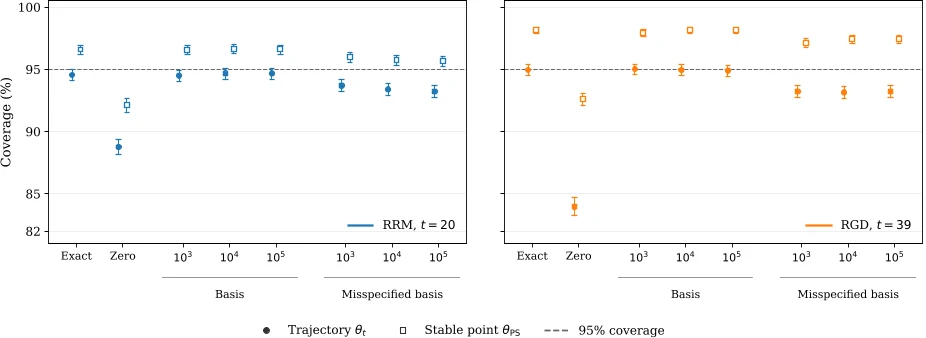 100
95
90
85
82
Coverage (%)
RRM, t = 20
RGD, t = 39
Exact Zero 10³ 10⁴ 10⁵ 10³ 10⁴ 10⁵
Basis Misspecified basis
Exact Zero 10³ 10⁴ 10⁵ 10³ 10⁴ 10⁵
Basis Misspecified basis
Trajectory θₜ Stable point θ_PS 95% coverage